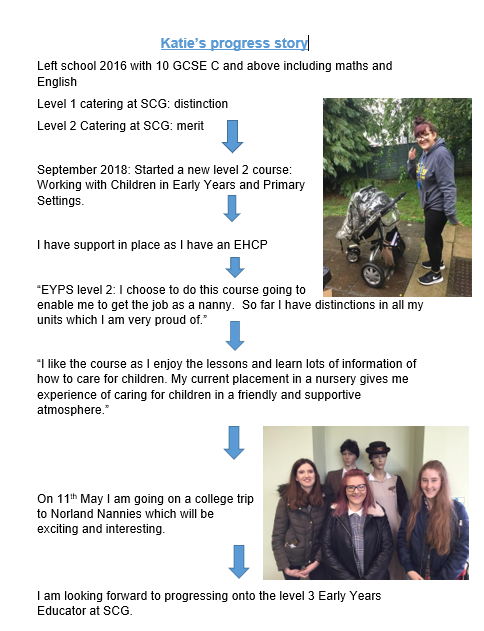 Katie’s progress story
Left school 2016 with 10 GCSE C and above including maths and
English
Level 1 catering at SCG: distinction
Level 2 Catering at SCG: merit
September 2018: Started a new level 2 course:
Working with Children in Early Years and Primary
Settings.
I have support in place as I have an EHCP
“EYPS level 2: I choose to do this course going to
enable me to get the job as a nanny.  So far I have distinctions in all my
units which I am very proud of.”
“I like the course as I enjoy the lessons and learn lots of information of
how to care for children. My current placement in a nursery gives me
experience of caring for children in a friendly and supportive
atmosphere.”
On 11th May I am going on a college trip
to Norland Nannies which will be
exciting and interesting.
I am looking forward to progressing onto the level 3 Early Years
Educator at SCG.